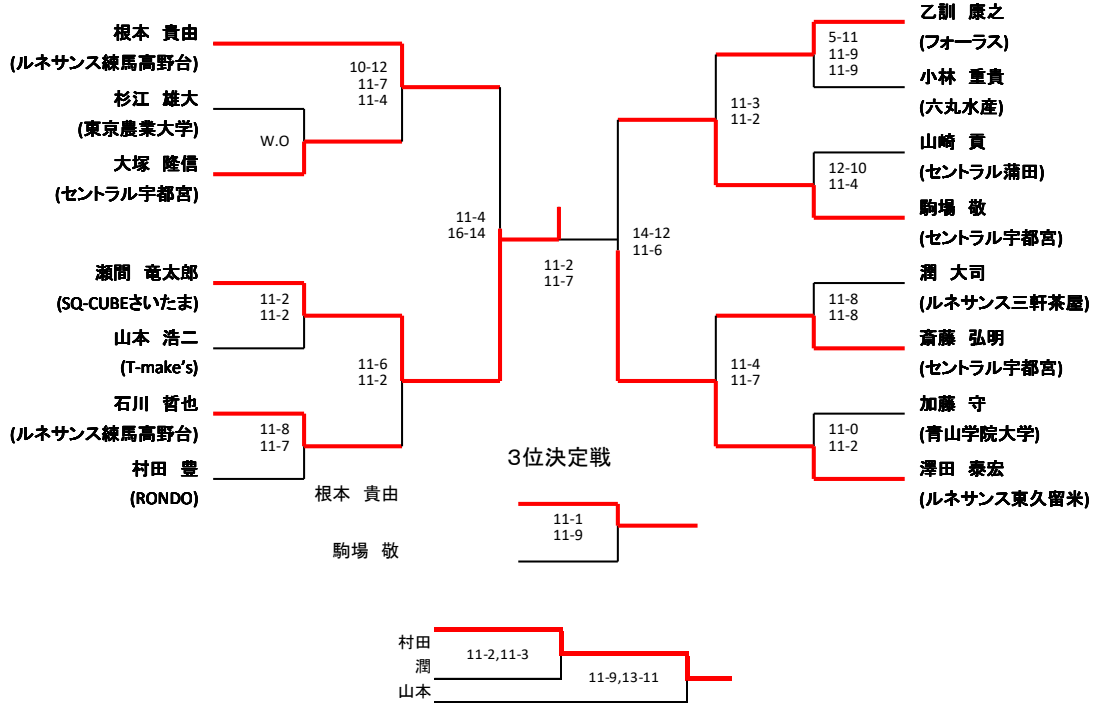 根本　貴由
(ルネサンス練馬高野台)
杉江　雄大
(東京農業大学)
大塚　隆信
(セントラル宇都宮)
瀬間　竜太郎
(SQ-CUBEさいたま)
山本　浩二
(T-make's)
石川　哲也
(ルネサンス練馬高野台)
村田　豊
(RONDO)
10-12
11-7
11-4
W.O
11-2
11-2
11-8
11-7
11-6
11-2
11-4
16-14
11-2
11-7
14-12
11-6
11-3
11-2
11-4
11-7
5-11
11-9
11-9
12-10
11-4
11-8
11-8
11-0
11-2
乙訓　康之
(フォーラス)
小林　重貴
(六丸水産)
山崎　貢
(セントラル蒲田)
駒場　敬
(セントラル宇都宮)
潤　大司
(ルネサンス三軒茶屋)
斎藤　弘明
(セントラル宇都宮)
加藤　守
(青山学院大学)
澤田　泰宏
(ルネサンス東久留米)
3位決定戦
根本　貴由
駒場　敬
11-1
11-9
村田
潤
山本
11-2,11-3
11-9,13-11